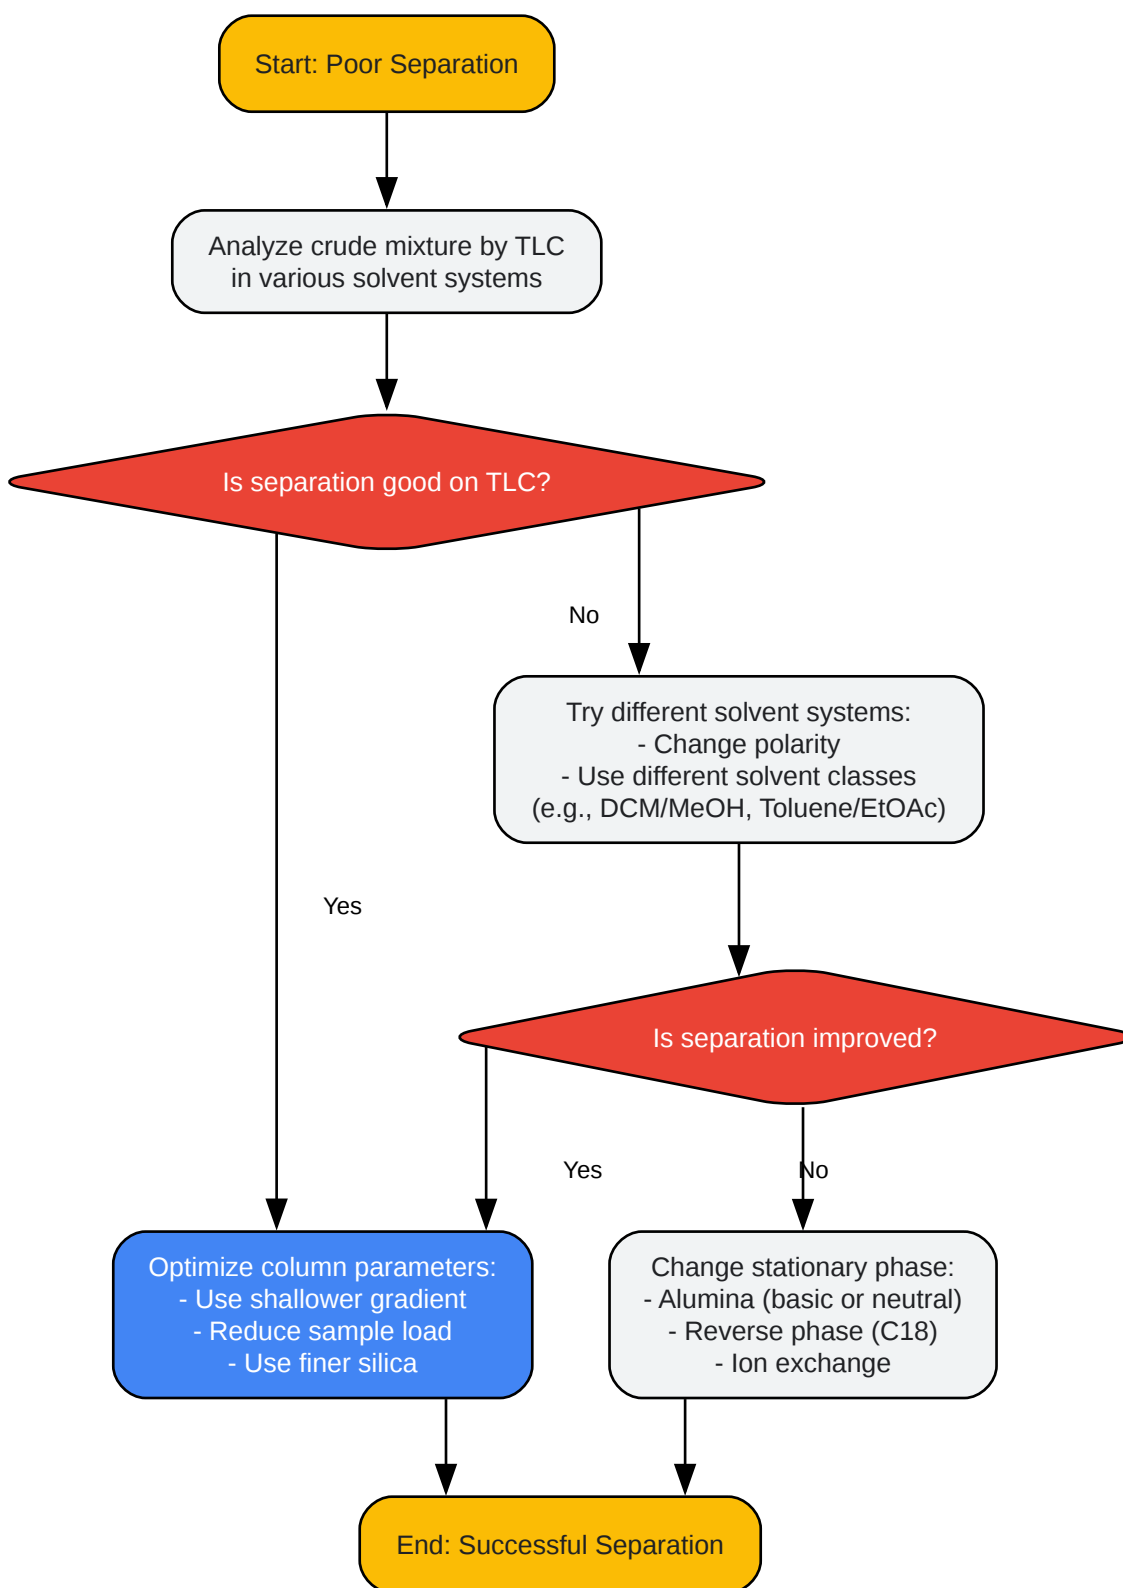 Start: Poor Separation
Analyze crude mixture by TLC
in various solvent systems
Is separation good on TLC?
No
Try different solvent systems:
- Change polarity
- Use different solvent classes
(e.g., DCM/MeOH, Toluene/EtOAc)
Yes
Is separation improved?
Yes
No
Optimize column parameters:
- Use shallower gradient
- Reduce sample load
- Use finer silica
Change stationary phase:
- Alumina (basic or neutral)
- Reverse phase (C18)
- Ion exchange
End: Successful Separation